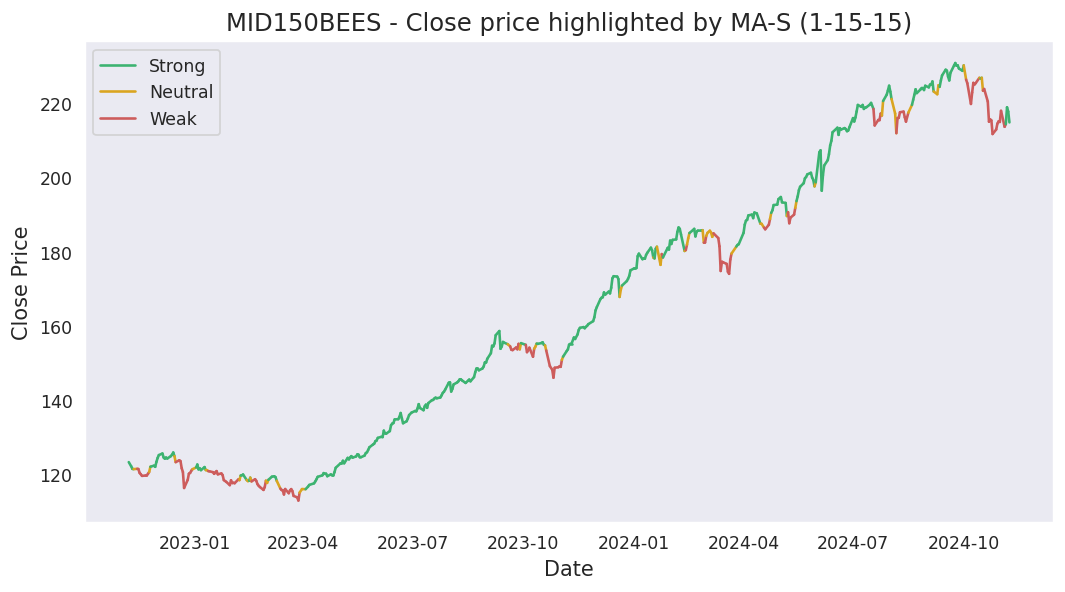 MID150BEES - Close price highlighted by MA-S (1-15-15)
Strong
Neutral
Weak
220
200
180
160
140
120
Close Price
2023-01 2023-04 2023-07 2023-10 2024-01 2024-04 2024-07 2024-10
Date